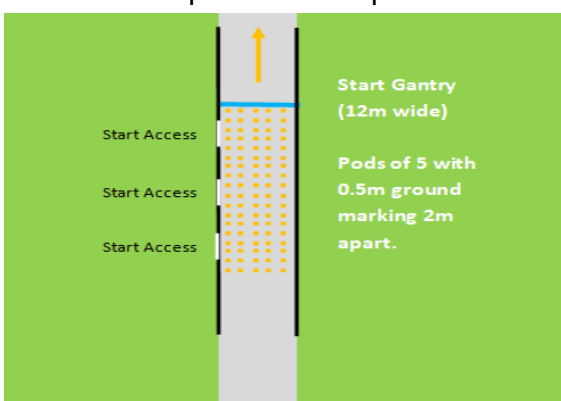 Start Gantry
(12m wide)
Start Access
Pods of 5 with
0.5m ground
Start Access
marking 2m
apart.
Start Access